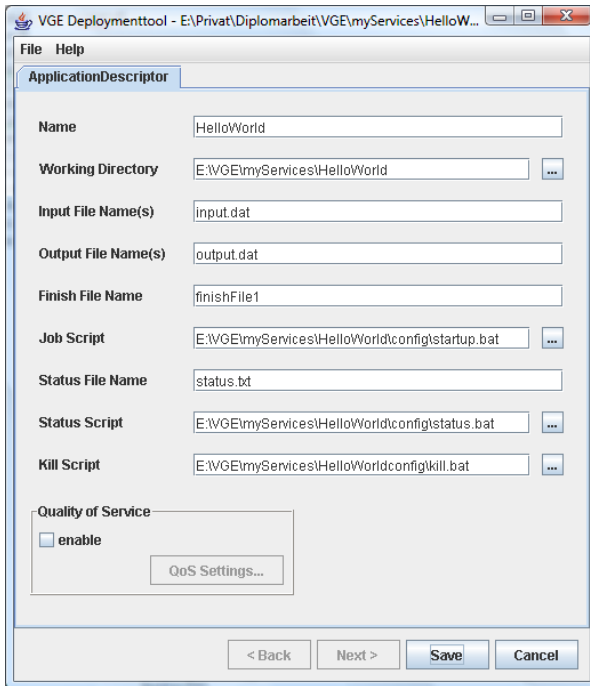 VGE Deploymenttool - E:\Privat\Diplomarbeit\VGE\myServices\HelloW...
File Help
ApplicationDescriptor
Name HelloWorld
Working Directory E:\VGE\myServices\HelloWorld ...
Input File Name(s) input.dat
Output File Name(s) output.dat
Finish File Name finishFile1
Job Script E:\VGE\myServices\HelloWorld\config\startup.bat ...
Status File Name status.txt
Status Script E:\VGE\myServices\HelloWorld\config\status.bat ...
Kill Script E:\VGE\myServices\HelloWorldconfig\kill.bat ...
Quality of Service
enable
QoS Settings...
< Back Next > Save Cancel